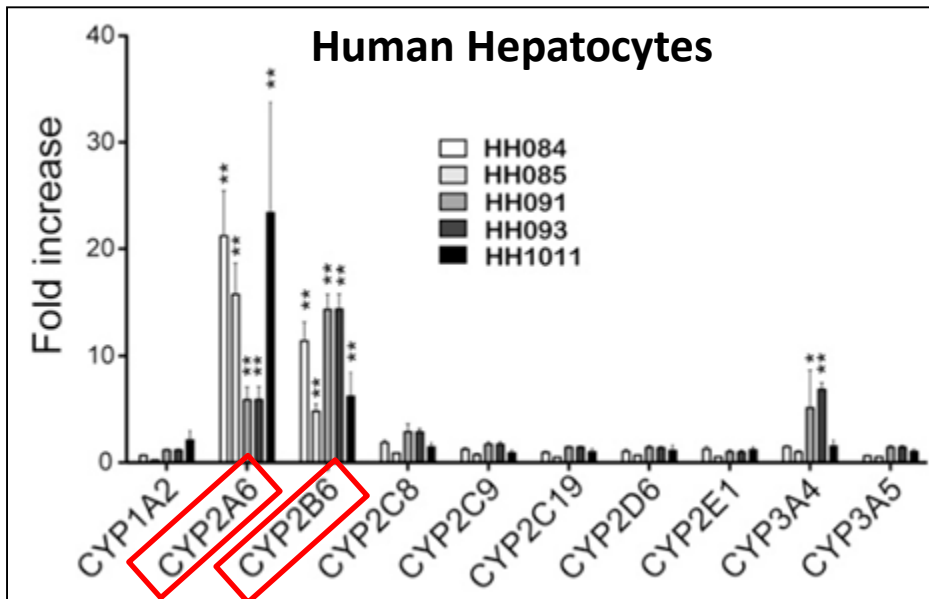 Human Hepatocytes
Fold increase
40
30
20
10
0
HH084
HH085
HH091
HH093
HH1011
** ** ** ** **
** ** ** ** **
* **
CYP1A2
CYP2A6
CYP2B6
CYP2C8
CYP2C9
CYP2C19
CYP2D6
CYP2E1
CYP3A4
CYP3A5